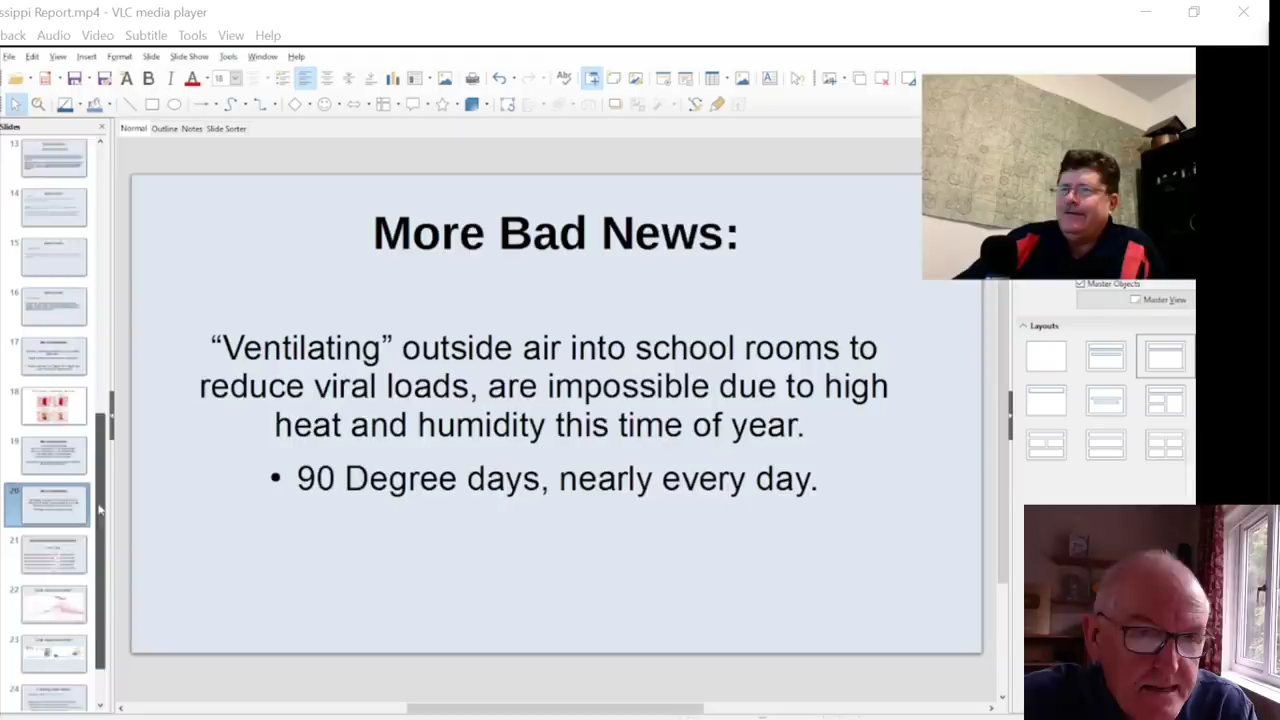 ssippi Report.mp4 - VLC media player
back Audio Video Subtitle Tools View Help
File Edit View Insert Format Slide Slide Show Tools Window Help
18
Slides
Normal Outline Notes Slide Sorter
13
14
15
16
17
18
19
20
21
22
23
24
More Bad News:
“Ventilating” outside air into school rooms to
reduce viral loads, are impossible due to high
heat and humidity this time of year.
• 90 Degree days, nearly every day.
Master Objects
Master View
Layouts